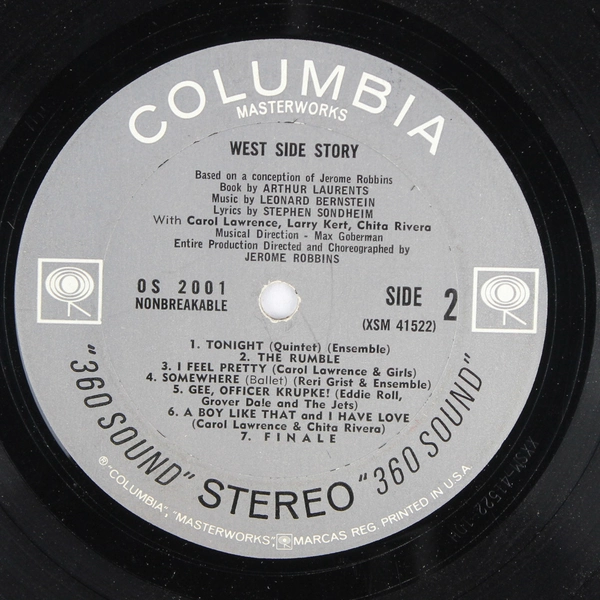 COLUMBIA
MASTERWORKS
WEST SIDE STORY
Based on a conception of Jerome Robbins
Book by ARTHUR LAURENTS
Music by LEONARD BERNSTEIN
Lyrics by STEPHEN SONDHEIM
With Carol Lawrence, Larry Kert, Chita Rivera
Musical Direction - Max Goberman
Entire Production Directed and Choreographed by
JEROME ROBBINS
OS 2001
NONBREAKABLE
SIDE 2
(XSM 41522)
1. TONIGHT (Quintet) (Ensemble)
2. THE RUMBLE
3. I FEEL PRETTY (Carol Lawrence & Girls)
4. SOMEWHERE (Ballet) (Reri Grist & Ensemble)
5. GEE, OFFICER KRUPKE! (Eddie Roll,
Grover Dale and The Jets)
6. A BOY LIKE THAT and I HAVE LOVE
(Carol Lawrence & Chita Rivera)
7. FINALE
"360 SOUND" STEREO "360 SOUND"
® "COLUMBIA", "MASTERWORKS", MARCAS REG. PRINTED IN U.S.A.